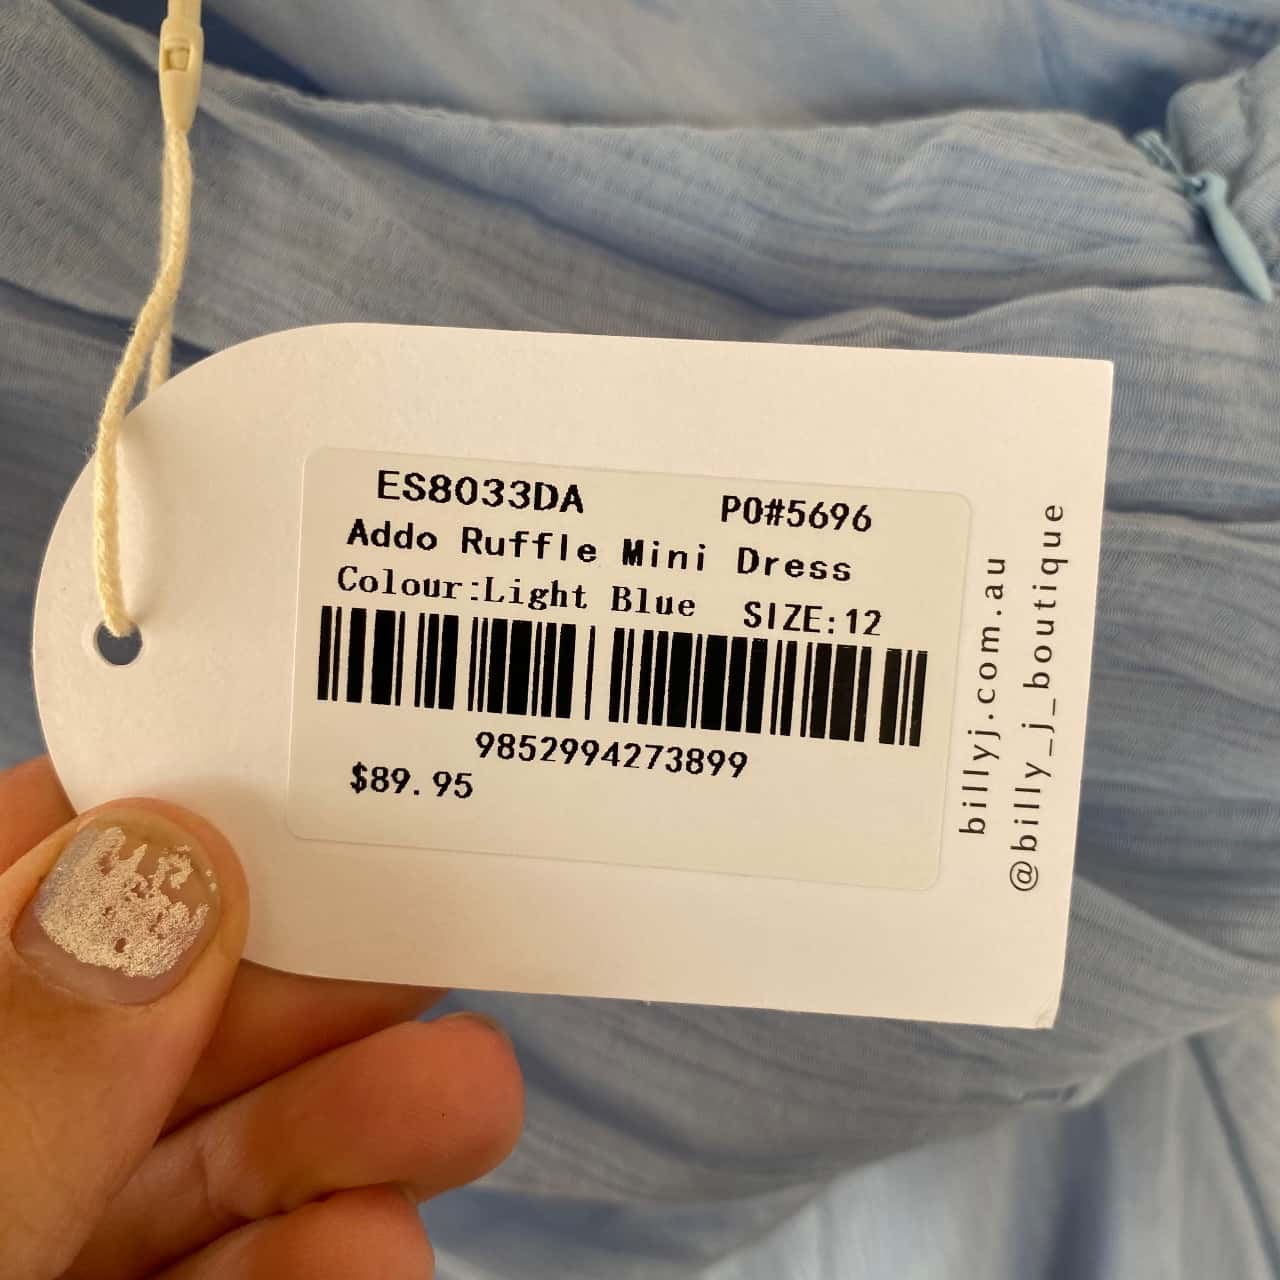 ES8033DA PO#5696
Addo Ruffle Mini Dress
Colour:Light Blue SIZE:12
9852994273899
$89.95
billyj.com.au
@billy_j_boutique